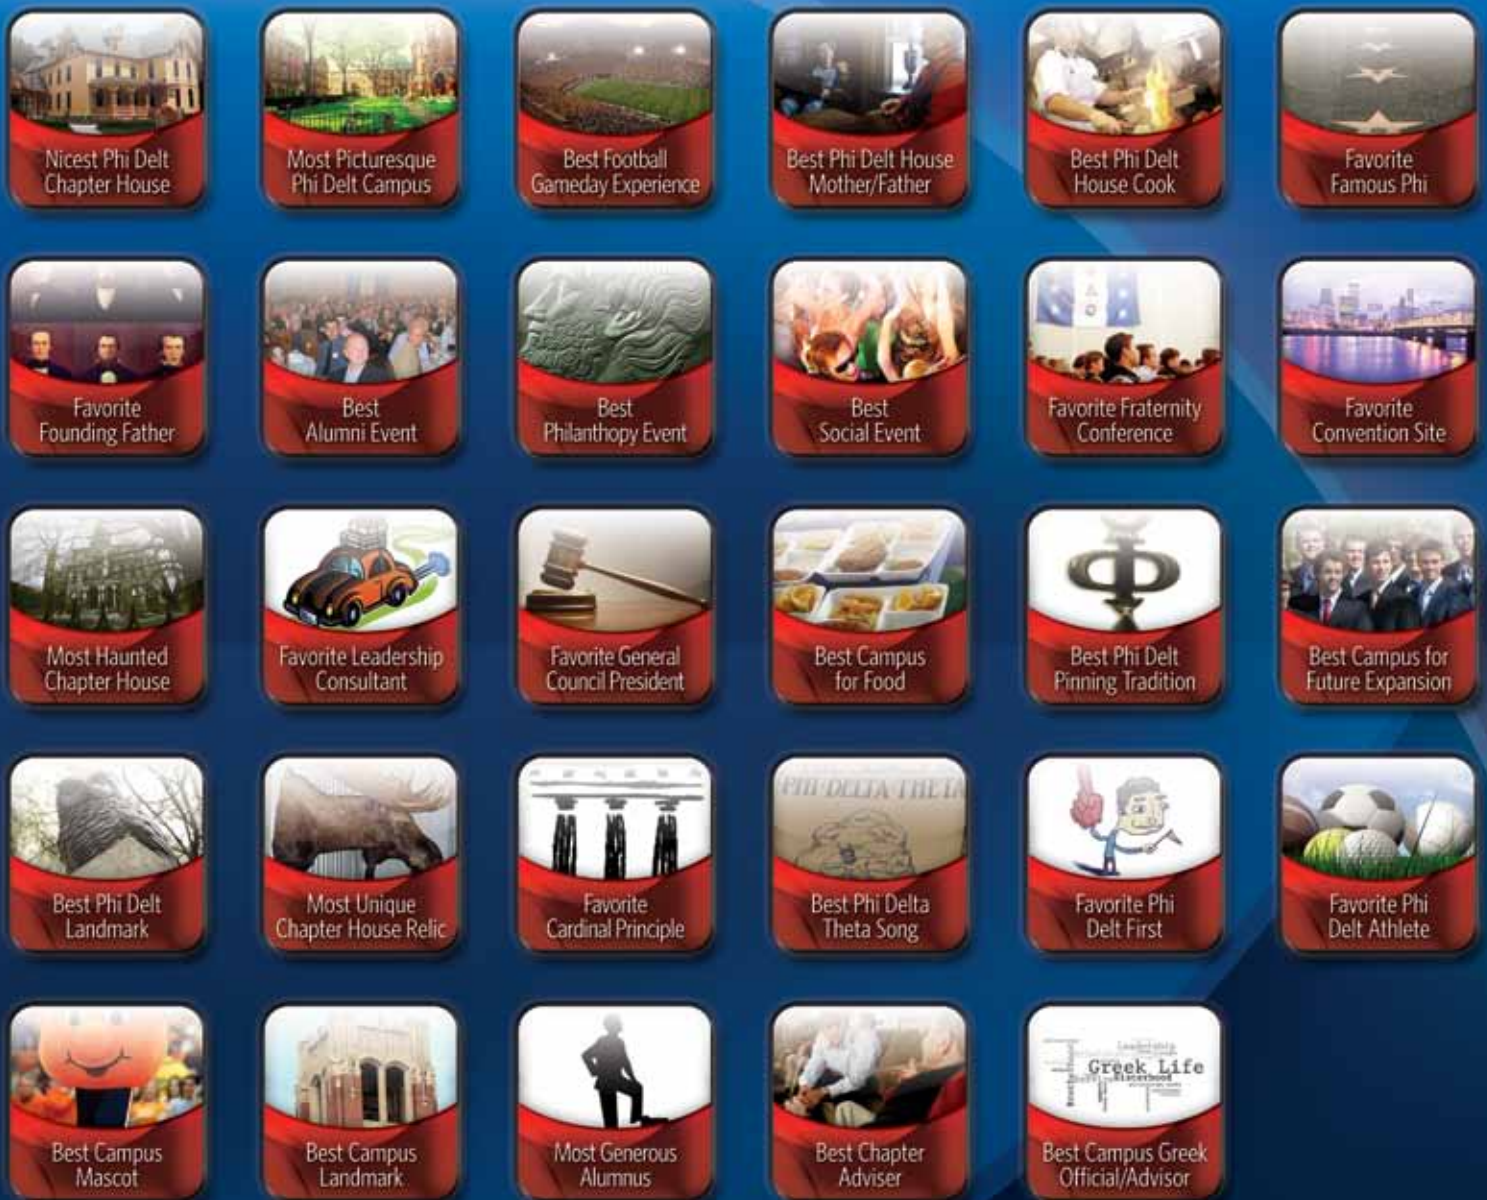 Nicest Phi Delt
Chapter House
Most Picturesque
Phi Delt Campus
Best Football
Gameday Experience
Best Phi Delt House
Mother/Father
Best Phi Delt
House Cook
Favorite
Famous Phi
Favorite
Founding Father
Best
Alumni Event
Best
Philanthopy Event
Best
Social Event
Favorite Fraternity
Conference
Favorite
Convention Site
Most Haunted
Chapter House
Favorite Leadership
Consultant
Favorite General
Council President
Best Campus
for Food
Φ
Best Phi Delt
Pinning Tradition
Best Campus for
Future Expansion
Best Phi Delt
Landmark
Most Unique
Chapter House Relic
Favorite
Cardinal Principle
PHI DELTA THETA
Best Phi Delta
Theta Song
Favorite Phi
Delt First
Favorite Phi
Delt Athlete
Best Campus
Mascot
Best Campus
Landmark
Most Generous
Alumnus
Best Chapter
Adviser
Leadership
Greek Life
Sisterhood
Best Campus Greek
Official/Advisor